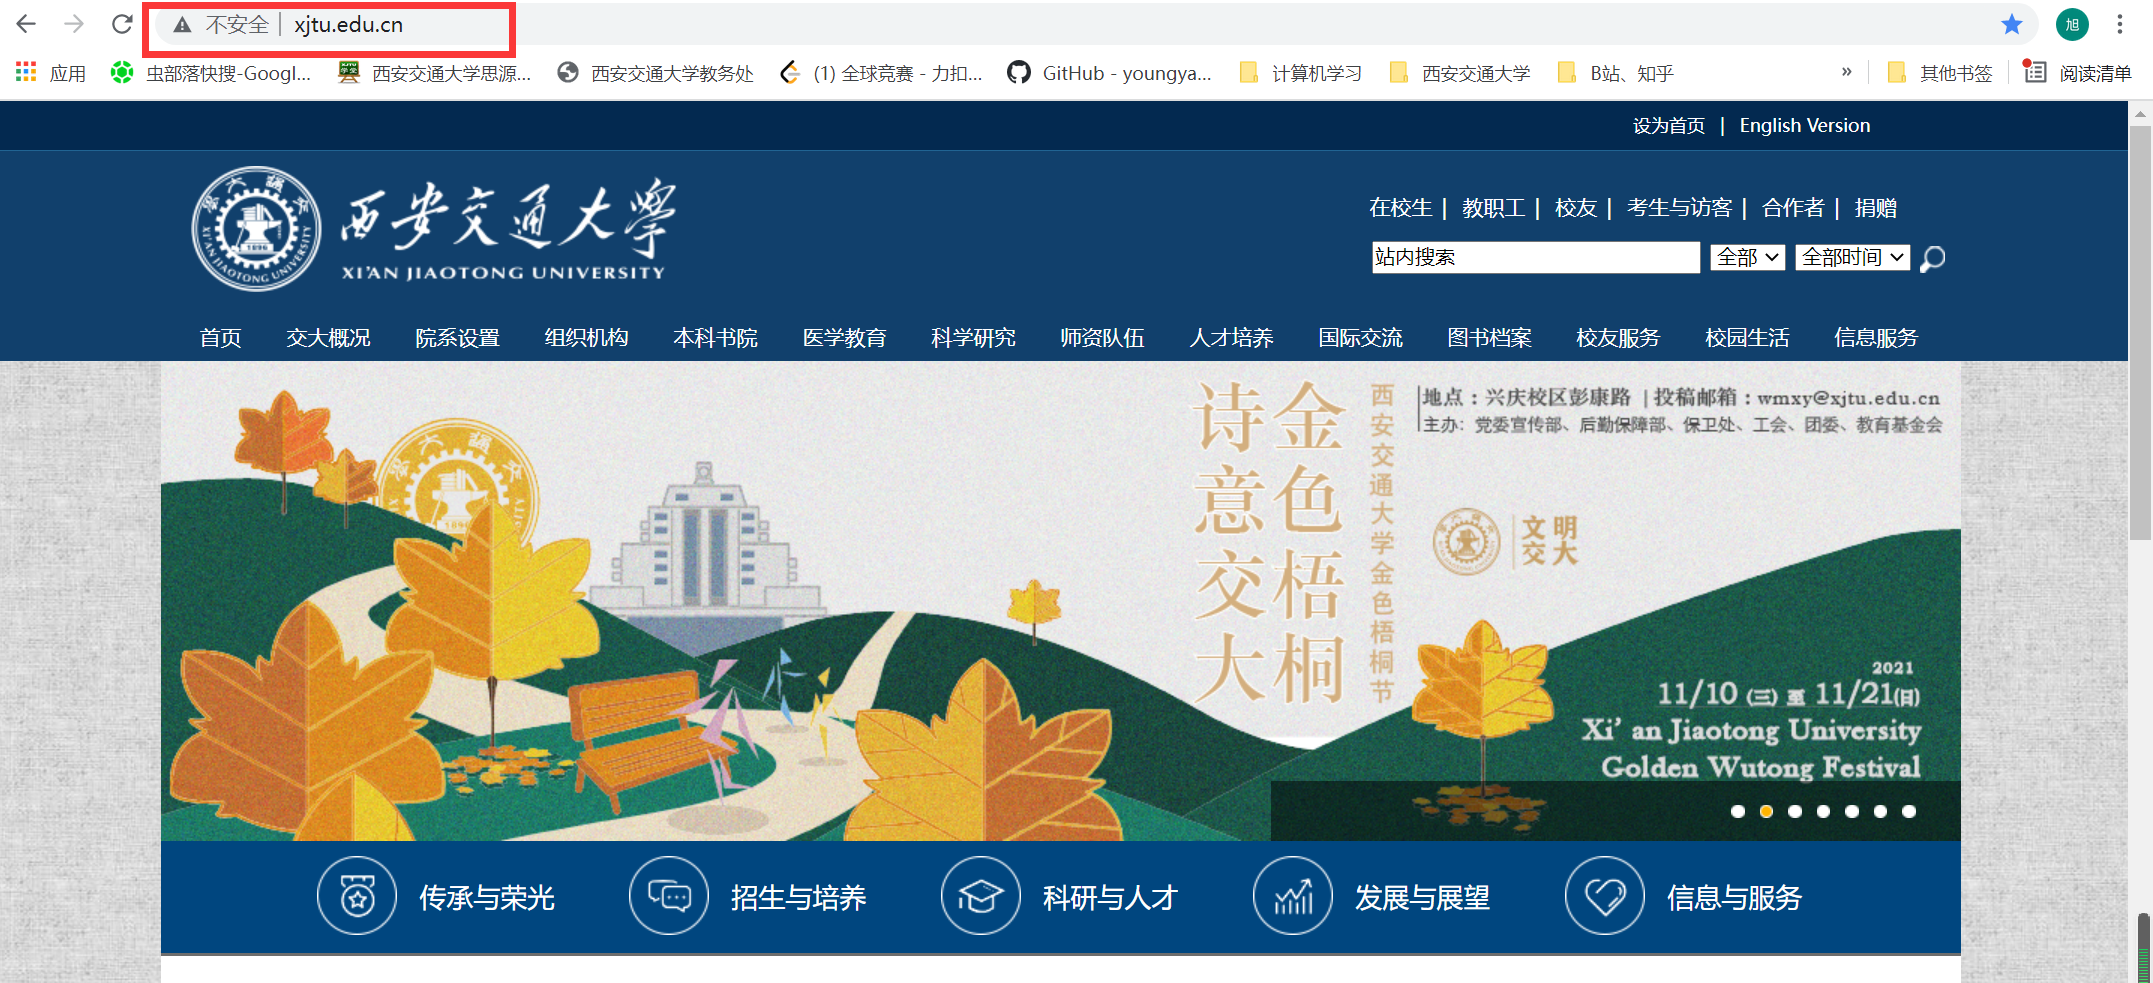 不安全 | xjtu.edu.cn
旭
应用 虫部落快搜-Googl... 西安交通大学思源... 西安交通大学教务处 (1) 全球竞赛 - 力扣... GitHub - youngya... 计算机学习 西安交通大学 B站、知乎 » 其他书签 阅读清单
设为首页 | English Version
西安交通大学
XI'AN JIAOTONG UNIVERSITY
在校生 | 教职工 | 校友 | 考生与访客 | 合作者 | 捐赠
站内搜索 全部 全部时间
首页 交大概况 院系设置 组织机构 本科书院 医学教育 科学研究 师资队伍 人才培养 国际交流 图书档案 校友服务 校园生活 信息服务
金色梧桐
诗意交大
西安交通大学金色梧桐节
地点：兴庆校区彭康路 | 投稿邮箱：wmxy@xjtu.edu.cn
主办：党委宣传部、后勤保障部、保卫处、工会、团委、教育基金会
文明
交大
2021
11/10 (三) 至 11/21(日)
Xi' an Jiaotong University
Golden Wutong Festival
传承与荣光 招生与培养 科研与人才 发展与展望 信息与服务